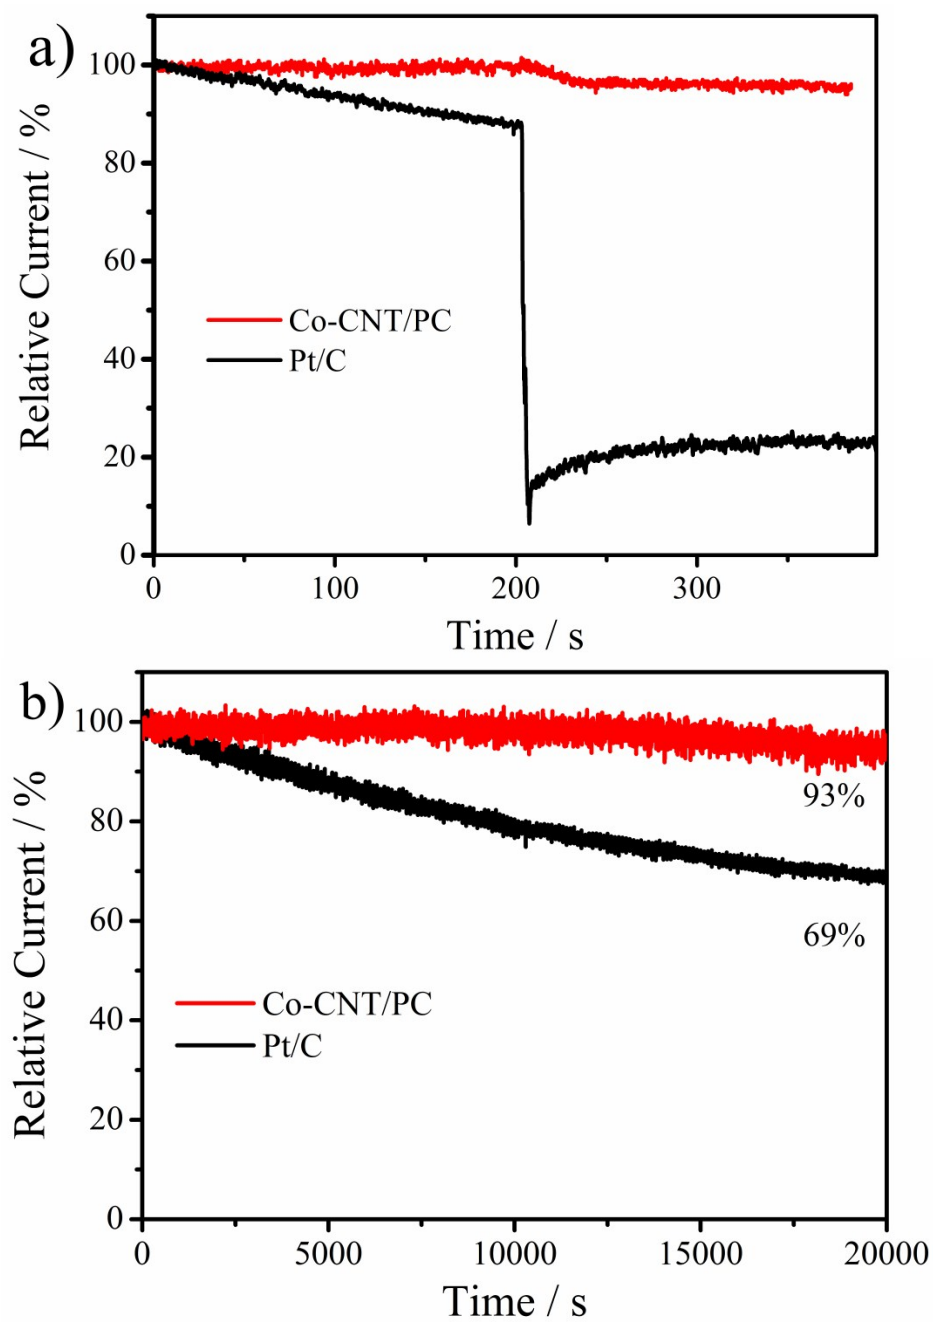 a)
Relative Current / %
100
80
60
40
20
0
Co-CNT/PC
Pt/C
0 100 200 300
Time / s
b)
Relative Current / %
100
80
60
40
20
0
93%
69%
Co-CNT/PC
Pt/C
0 5000 10000 15000 20000
Time / s